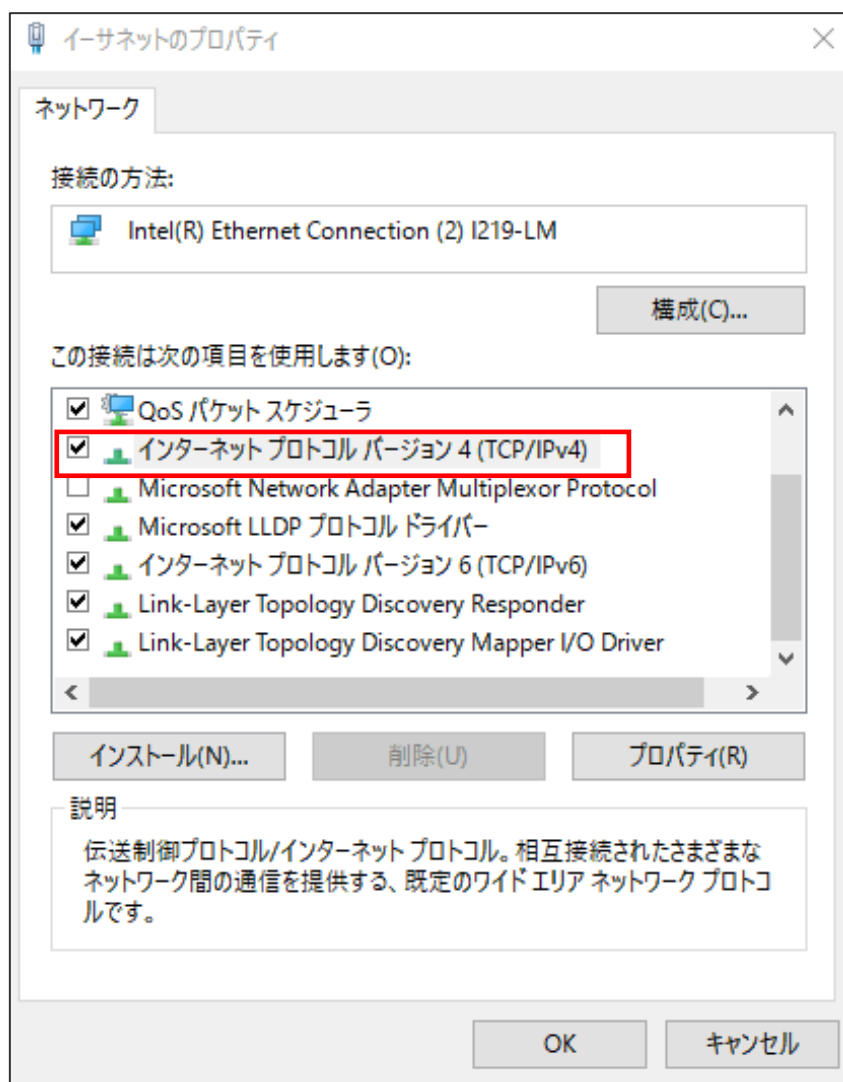 イーサネットのプロパティ
ネットワーク
接続の方法:
Intel(R) Ethernet Connection (2) I219-LM
構成(C)...
この接続は次の項目を使用します(O):
QoS パケット スケジューラ
インターネット プロトコル バージョン 4 (TCP/IPv4)
Microsoft Network Adapter Multiplexor Protocol
Microsoft LLDP プロトコル ドライバー
インターネット プロトコル バージョン 6 (TCP/IPv6)
Link-Layer Topology Discovery Responder
Link-Layer Topology Discovery Mapper I/O Driver
インストール(N)...
削除(U)
プロパティ(R)
説明
伝送制御プロトコル/インターネット プロトコル。相互接続されたさまざまな
ネットワーク間の通信を提供する、既定のワイド エリア ネットワーク プロトコ
ルです。
OK
キャンセル